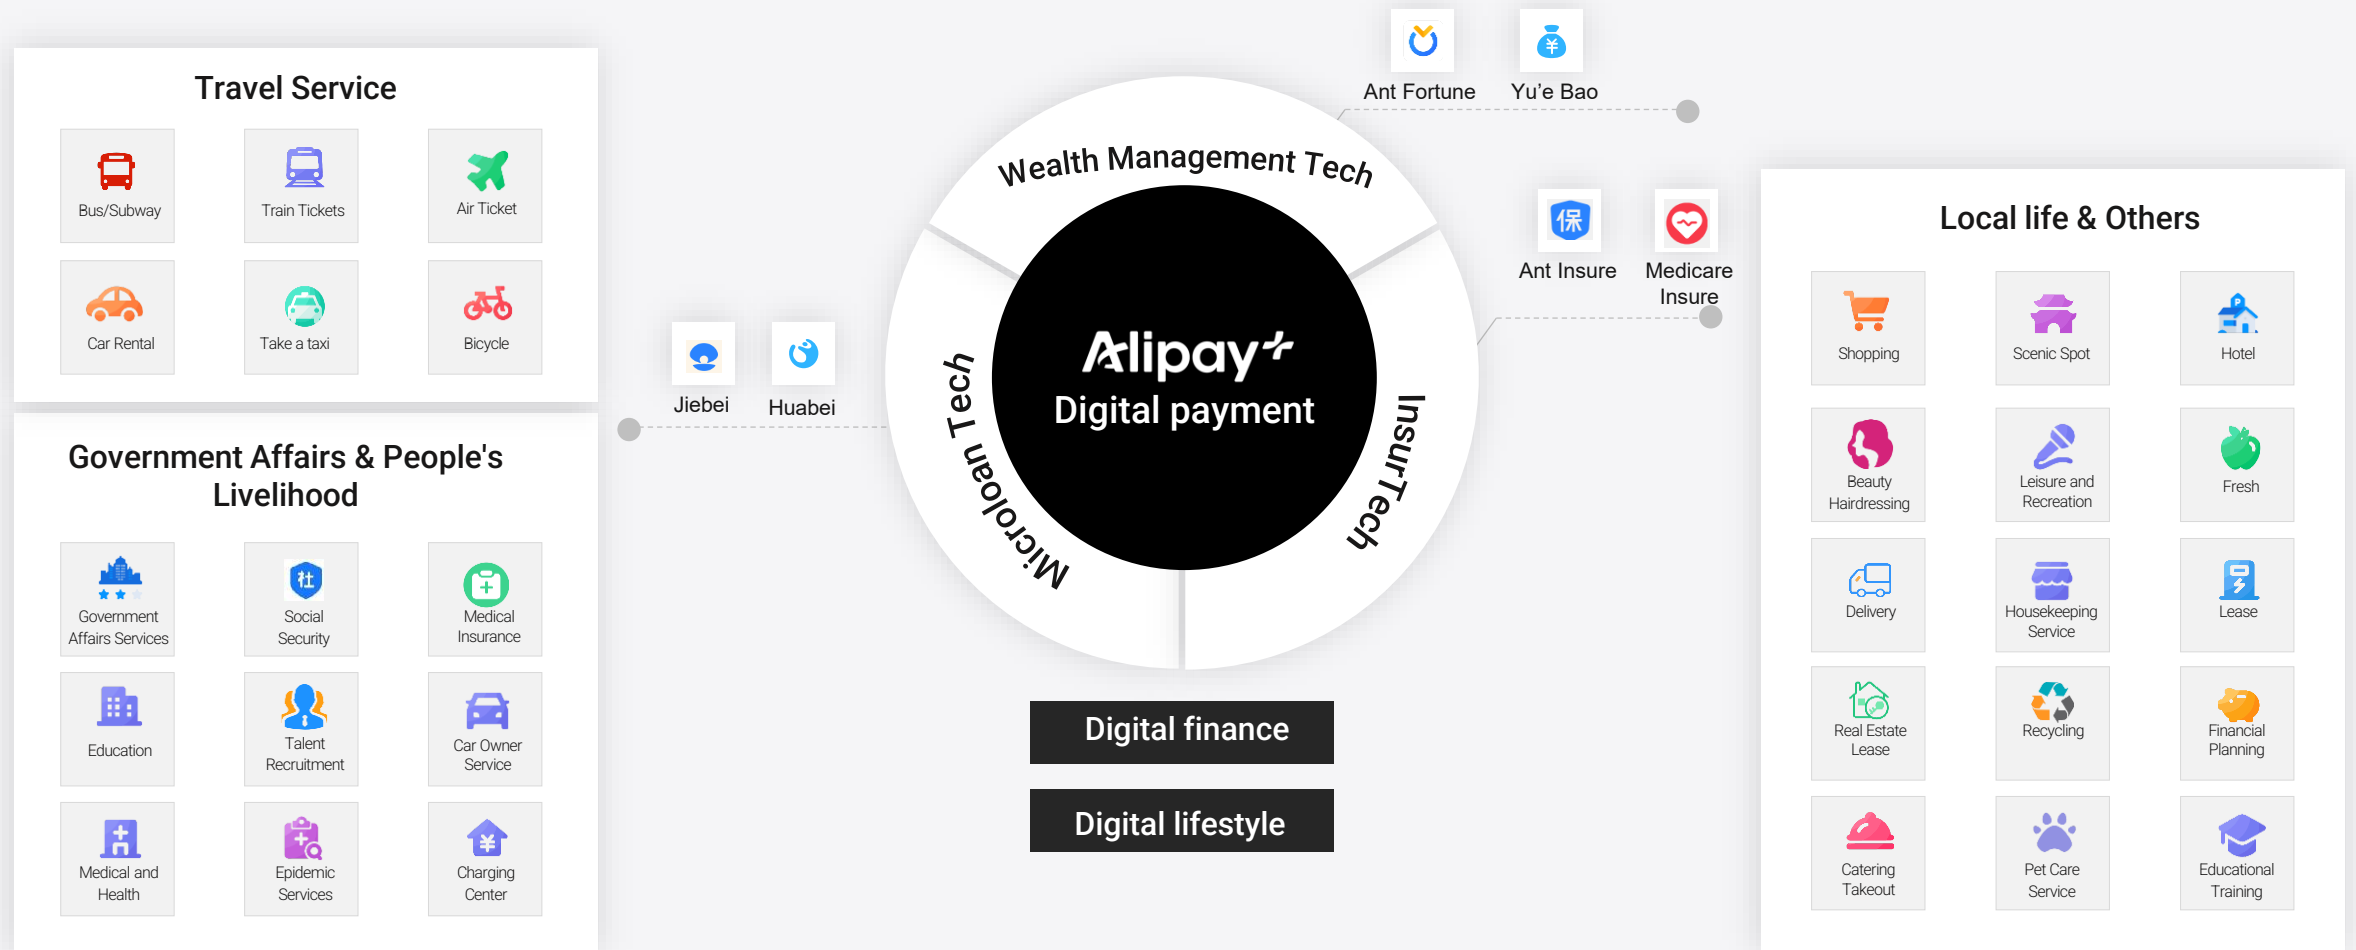 Travel Service
Bus/Subway
Train Tickets
Air Ticket
Car Rental
Take a taxi
Bicycle
Government Affairs & People's
Livelihood
Government
Affairs Services
社
Social
Security
Medical
Insurance
Education
Talent
Recruitment
Car Owner
Service
Medical and
Health
Epidemic
Services
¥
Charging
Center
Jiebei
Huabei
Wealth Management Tech
Microloan Tech
InsurTech
Alipay+
Digital payment
Digital finance
Digital lifestyle
Ant Fortune
¥
Yu’e Bao
保
Ant Insure
Medicare
Insure
Local life & Others
Shopping
Scenic Spot
P
Hotel
Beauty
Hairdressing
Leisure and
Recreation
Fresh
Delivery
Housekeeping
Service
Lease
Real Estate
Lease
Recycling
Financial
Planning
Catering
Takeout
Pet Care
Service
Educational
Training